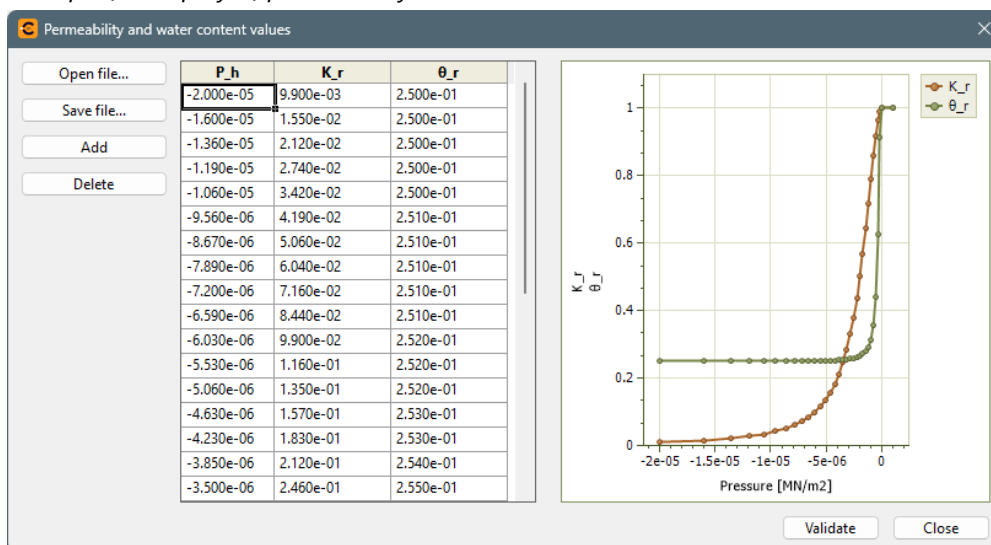 Permeability and water content values
Open file...
Save file...
Add
Delete
P_h K_r θ_r
-2.000e-05 9.900e-03 2.500e-01
-1.600e-05 1.550e-02 2.500e-01
-1.360e-05 2.120e-02 2.500e-01
-1.190e-05 2.740e-02 2.500e-01
-1.060e-05 3.420e-02 2.500e-01
-9.560e-06 4.190e-02 2.510e-01
-8.670e-06 5.060e-02 2.510e-01
-7.890e-06 6.040e-02 2.510e-01
-7.200e-06 7.160e-02 2.510e-01
-6.590e-06 8.440e-02 2.510e-01
-6.030e-06 9.900e-02 2.520e-01
-5.530e-06 1.160e-01 2.520e-01
-5.060e-06 1.350e-01 2.520e-01
-4.630e-06 1.570e-01 2.530e-01
-4.230e-06 1.830e-01 2.530e-01
-3.850e-06 2.120e-01 2.540e-01
-3.500e-06 2.460e-01 2.550e-01
K_r
θ_r
1
0.8
0.6
0.4
0.2
0
K_r
θ_r
-2e-05 -1.5e-05 -1e-05 -5e-06 0
Pressure [MN/m2]
Validate Close